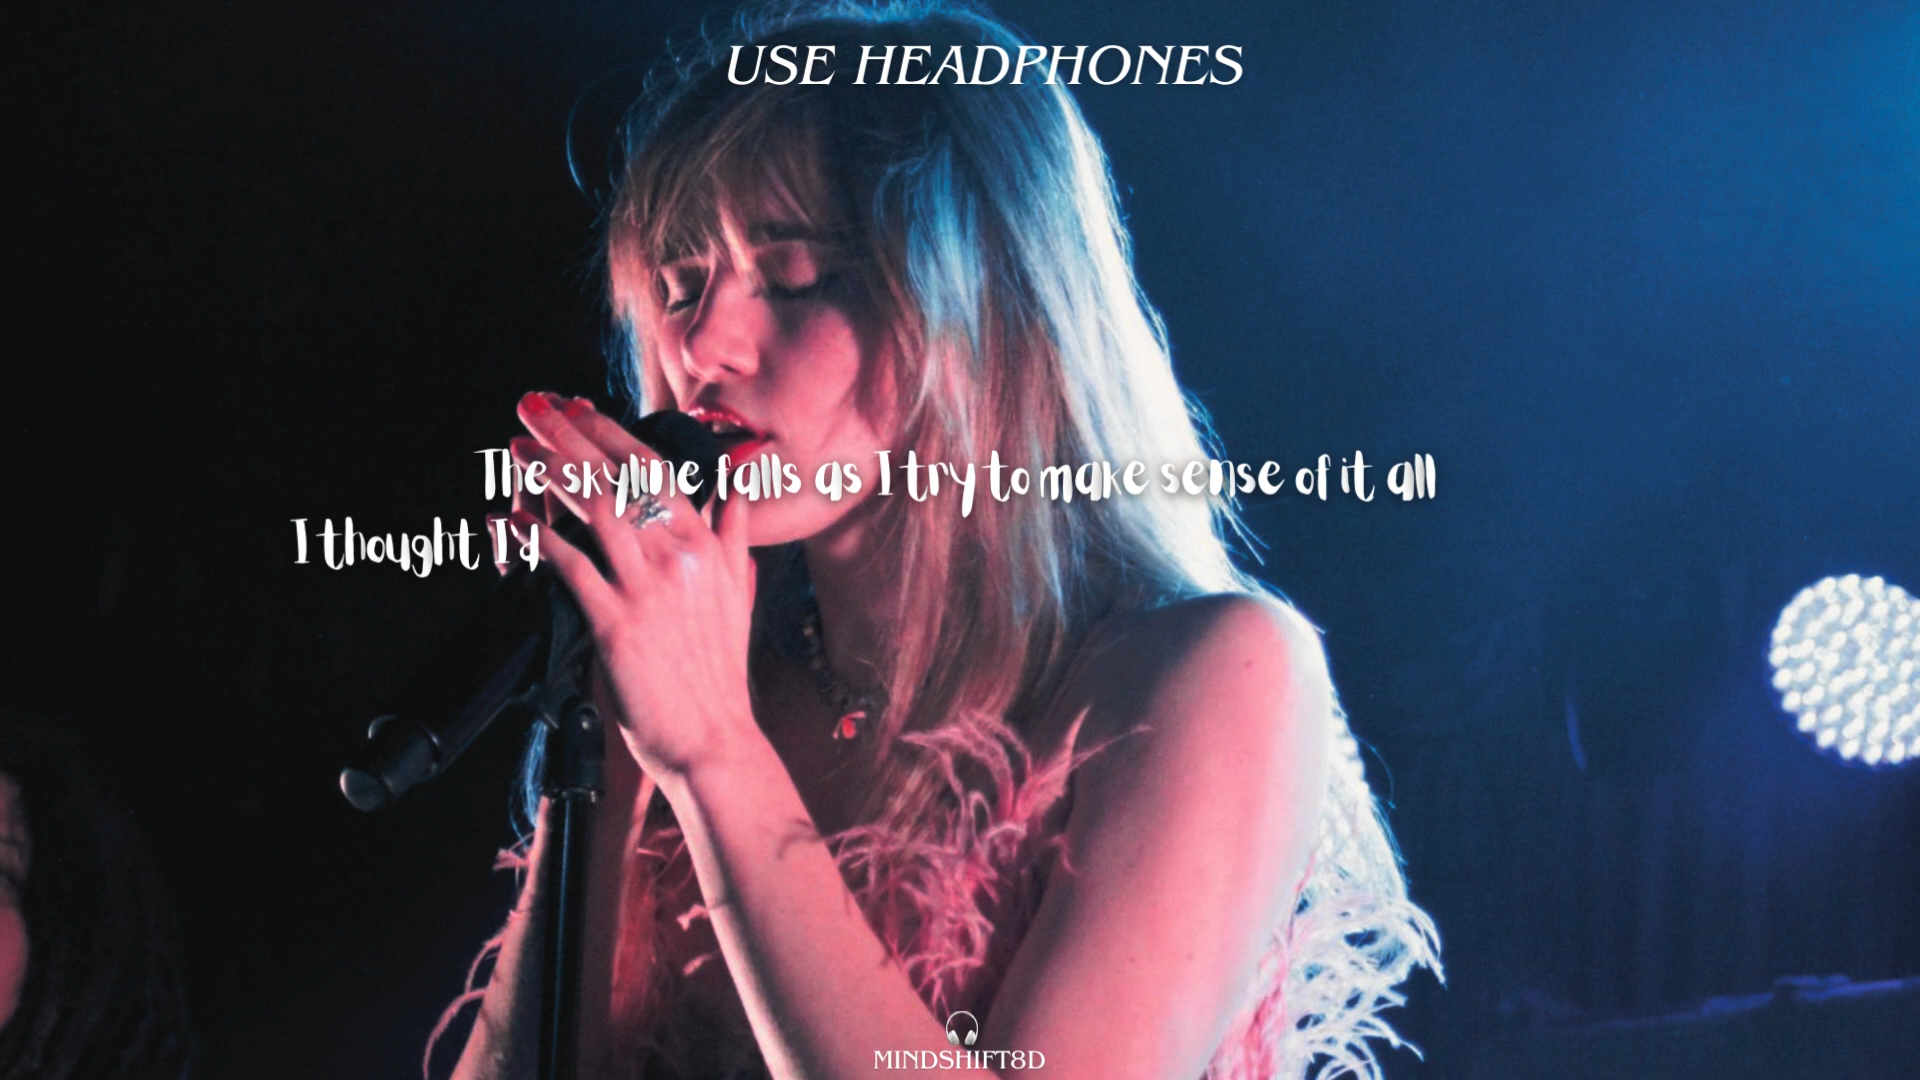 USE HEADPHONES
The skyline falls as I try to make sense of it all
I thought I'd
MINDSHIFT8D